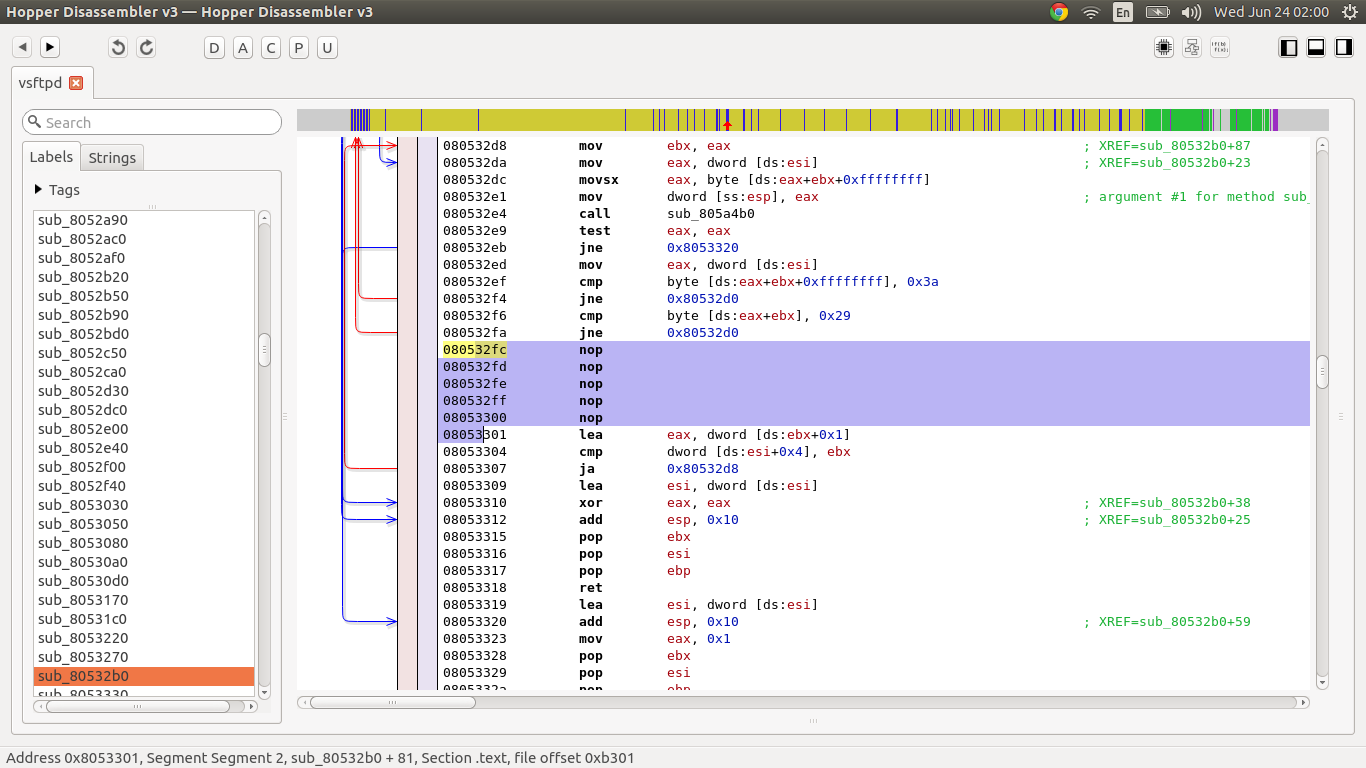 Hopper Disassembler v3 — Hopper Disassembler v3 En Wed Jun 24 02:00
D A C P U
vsftpd
Search
Labels Strings
Tags
sub_8052a90
sub_8052ac0
sub_8052af0
sub_8052b20
sub_8052b50
sub_8052b90
sub_8052bd0
sub_8052c50
sub_8052ca0
sub_8052d30
sub_8052dc0
sub_8052e00
sub_8052e40
sub_8052f00
sub_8052f40
sub_8053030
sub_8053050
sub_8053080
sub_80530a0
sub_80530d0
sub_8053170
sub_80531c0
sub_8053220
sub_8053270
sub_80532b0
sub_8053330
080532d8 mov ebx, eax ; XREF=sub_80532b0+87
080532da mov eax, dword [ds:esi] ; XREF=sub_80532b0+23
080532dc movsx eax, byte [ds:eax+ebx+0xffffffff]
080532e1 mov dword [ss:esp], eax ; argument #1 for method sub_
080532e4 call sub_805a4b0
080532e9 test eax, eax
080532eb jne 0x8053320
080532ed mov eax, dword [ds:esi]
080532ef cmp byte [ds:eax+ebx+0xffffffff], 0x3a
080532f4 jne 0x80532d0
080532f6 cmp byte [ds:eax+ebx], 0x29
080532fa jne 0x80532d0
080532fc nop
080532fd nop
080532fe nop
080532ff nop
08053300 nop
08053301 lea eax, dword [ds:ebx+0x1]
08053304 cmp dword [ds:esi+0x4], ebx
08053307 ja 0x80532d8
08053309 lea esi, dword [ds:esi]
08053310 xor eax, eax ; XREF=sub_80532b0+38
08053312 add esp, 0x10 ; XREF=sub_80532b0+25
08053315 pop ebx
08053316 pop esi
08053317 pop ebp
08053318 ret
08053319 lea esi, dword [ds:esi]
08053320 add esp, 0x10 ; XREF=sub_80532b0+59
08053323 mov eax, 0x1
08053328 pop ebx
08053329 pop esi
0805332a pop ebp
Address 0x8053301, Segment Segment 2, sub_80532b0 + 81, Section .text, file offset 0xb301